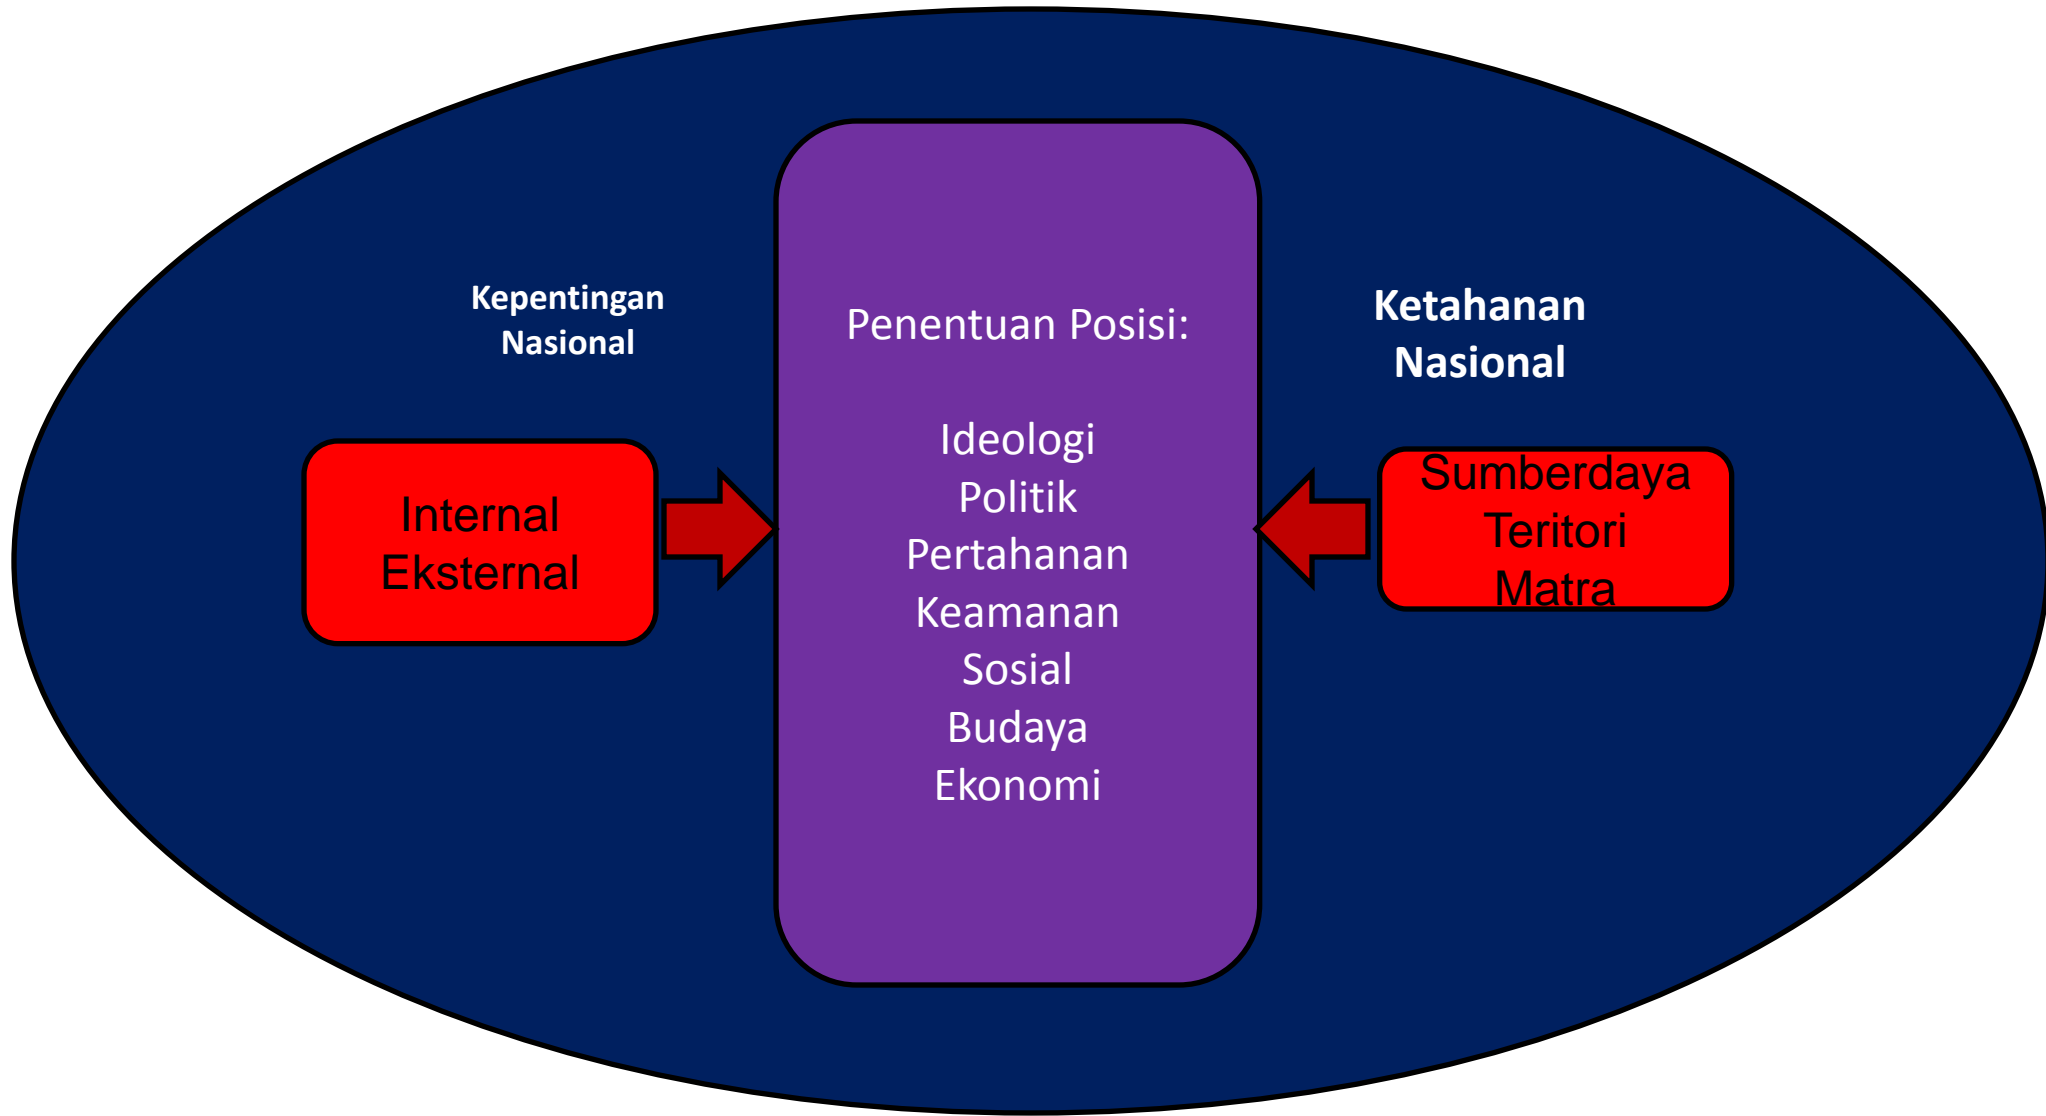 Kepentingan
Nasional
Internal
Eksternal
Penentuan Posisi:
Ideologi
Politik
Pertahanan
Keamanan
Sosial
Budaya
Ekonomi
Ketahanan
Nasional
Sumberdaya
Teritori
Matra